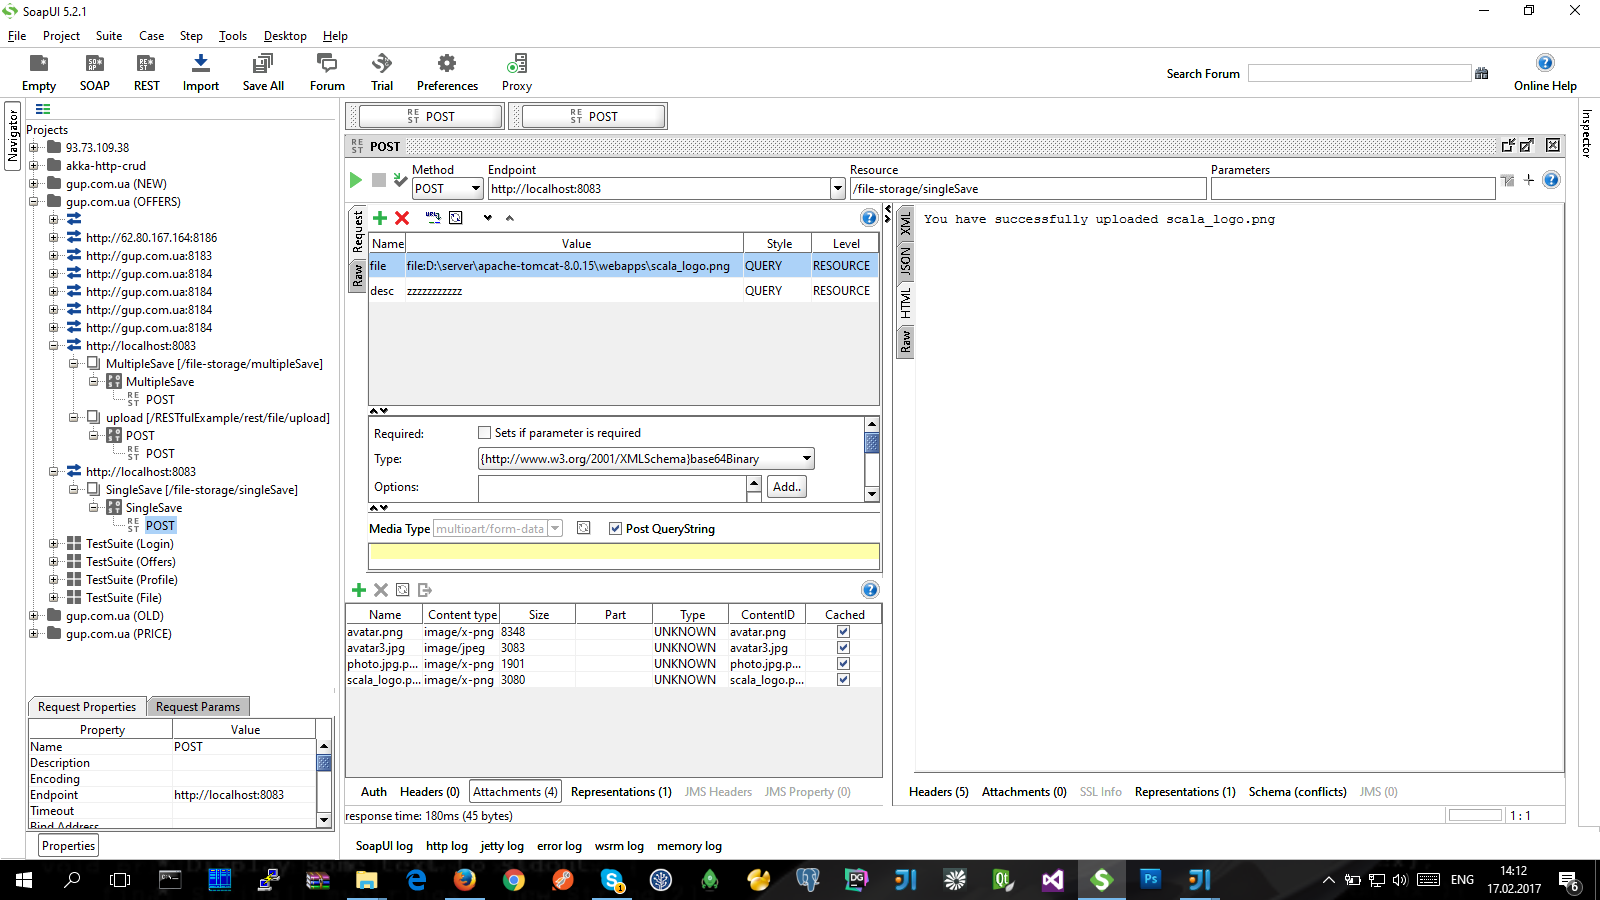 SoapUI 5.2.1
File Project Suite Case Step Tools Desktop Help
Empty SOAP REST Import Save All Forum Trial Preferences Proxy
Search Forum
Online Help
Navigator
Projects
93.73.109.38
akka-http-crud
gup.com.ua (NEW)
gup.com.ua (OFFERS)
http://62.80.167.164:8186
http://gup.com.ua:8183
http://gup.com.ua:8184
http://gup.com.ua:8184
http://gup.com.ua:8184
http://gup.com.ua:8184
http://localhost:8083
MultipleSave [/file-storage/multipleSave]
MultipleSave
POST
upload [/RESTfulExample/rest/file/upload]
POST
POST
http://localhost:8083
SingleSave [/file-storage/singleSave]
SingleSave
POST
TestSuite (Login)
TestSuite (Offers)
TestSuite (Profile)
TestSuite (File)
gup.com.ua (OLD)
gup.com.ua (PRICE)
Request Properties Request Params
Property Value
Name POST
Description
Encoding
Endpoint http://localhost:8083
Timeout
Bind Address
Properties
REST POST REST POST
REST POST
Method Endpoint Resource Parameters
POST http://localhost:8083 /file-storage/singleSave
Request
Raw
Name Value Style Level
file file:D:\server\apache-tomcat-8.0.15\webapps\scala_logo.png QUERY RESOURCE
desc zzzzzzzzzzz QUERY RESOURCE
Required: Sets if parameter is required
Type: {http://www.w3.org/2001/XMLSchema}base64Binary
Options: Add..
Media Type multipart/form-data Post QueryString
Name Content type Size Part Type ContentID Cached
avatar.png image/x-png 8348 UNKNOWN avatar.png
avatar3.jpg image/jpeg 3083 UNKNOWN avatar3.jpg
photo.jpg.p... image/x-png 1901 UNKNOWN photo.jpg.p...
scala_logo.p... image/x-png 3080 UNKNOWN scala_logo.p...
Auth Headers (0) Attachments (4) Representations (1) JMS Headers JMS Property (0)
response time: 180ms (45 bytes)
XML
JSON
HTML
Raw
You have successfully uploaded scala_logo.png
Headers (5) Attachments (0) SSL Info Representations (1) Schema (conflicts) JMS (0)
1 : 1
Inspector
SoapUI log http log jetty log error log wsrm log memory log
ENG
14:12
17.02.2017
6